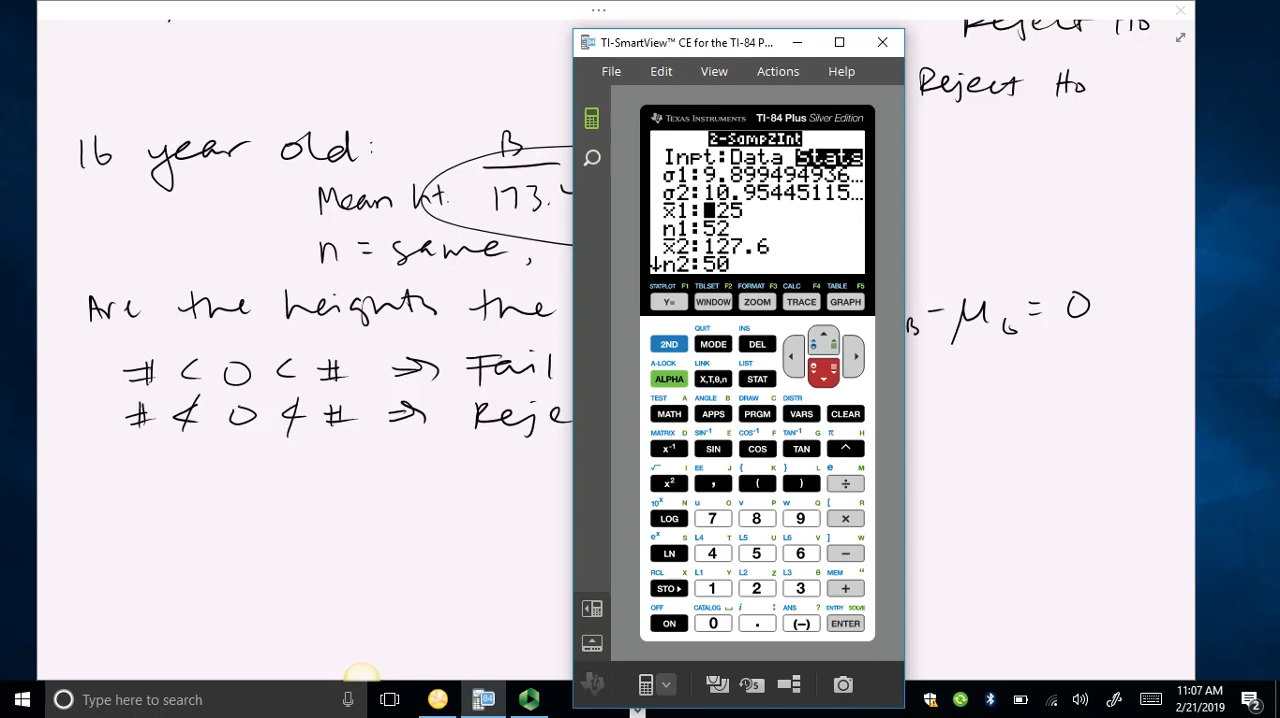 Reject Ho
Reject Ho
16 year old: B
Mean ht. 173.4
n = same,
Are the heights the
B - μ G = 0
# < 0 < # ⇒ Fail
# ≮ 0 ≮ # ⇒ Reje
TI-SmartView™ CE for the TI-84 P...
File Edit View Actions Help
TEXAS INSTRUMENTS TI-84 Plus Silver Edition
2-SampZInt
Inpt:Data Stats
σ1:9.899494936...
σ2:10.95445115...
x̄1:25
n1:52
x̄2:127.6
↓n2:50
STATPLOT F1 TBLSET F2 FORMAT F3 CALC F4 TABLE F5
Y= WINDOW ZOOM TRACE GRAPH
QUIT INS
2ND MODE DEL
A-LOCK LINK LIST
ALPHA X,T,θ,n STAT
TEST A ANGLE B DRAW C DISTR
MATH APPS PRGM VARS CLEAR
MATRIX D SIN⁻¹ E COS⁻¹ F TAN⁻¹ G π H
x⁻¹ SIN COS TAN ^
√ I EE J { K } L e M
x² , ( ) ÷
10ˣ N u O v P w Q [ R
LOG 7 8 9 ×
eˣ S L4 T L5 U L6 V ] W
LN 4 5 6 −
RCL X L1 Y L2 Z L3 θ MEM "
STO▸ 1 2 3 +
OFF CATALOG ␣ i : ANS ? ENTRY SOLVE
ON 0 . (−) ENTER
Type here to search
11:07 AM
2/21/2019
2